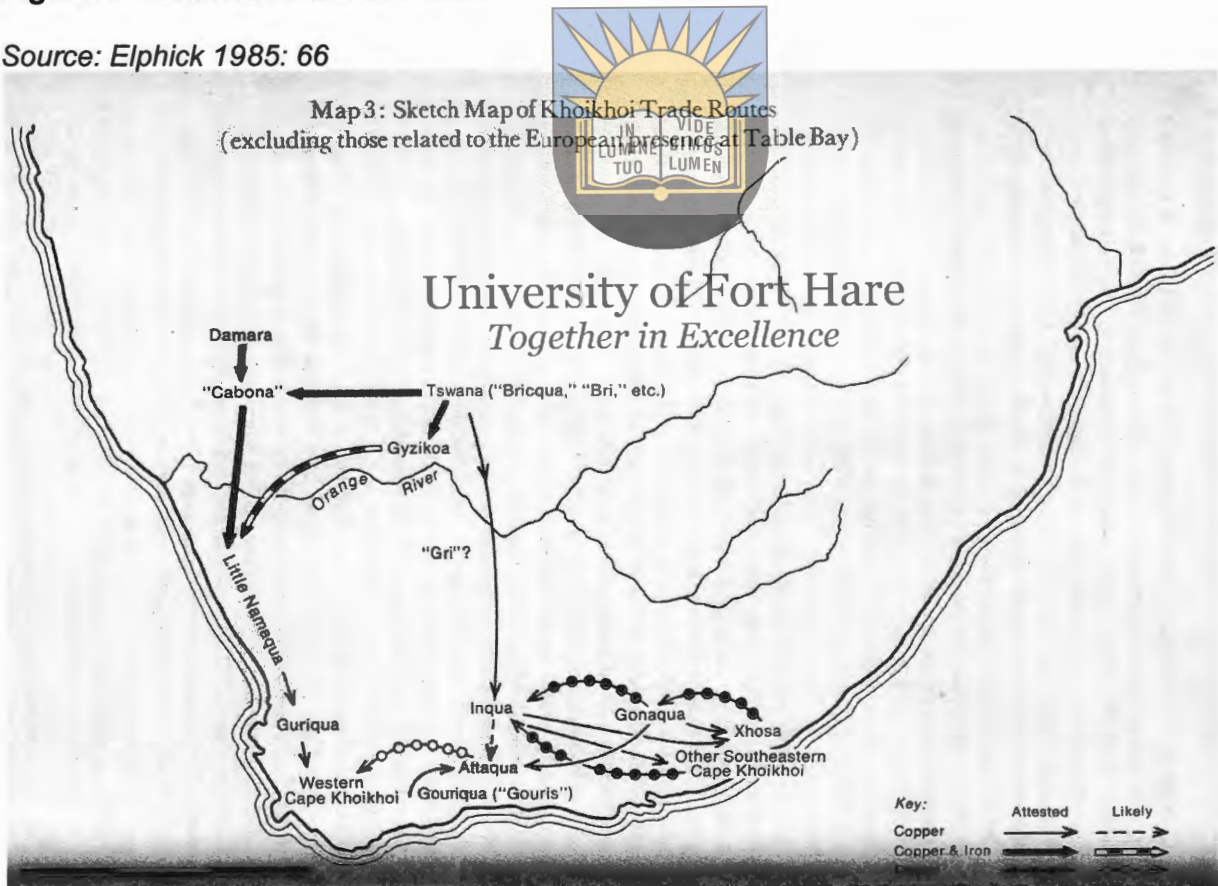 Source: Elphick 1985: 66
Map 3: Sketch Map of Khoikhoi Trade Routes
(excluding those related to the European presence at Table Bay)
IN
LUMINE
TUO
VIDE
BIMUS
LUMEN
University of Fort Hare
Together in Excellence
Damara
"Cabona"
Tswana ("Bricqua," "Bri," etc.)
Gyzikoa
Orange River
"Gri"?
Little Namaqua
Inqua
Gonaqua
Xhosa
Guriqua
Other Southeastern
Cape Khoikhoi
Attaqua
Western
Cape Khoikhoi
Gouriqua ("Gouris")
Key:
Attested
Likely
Copper
Copper & Iron